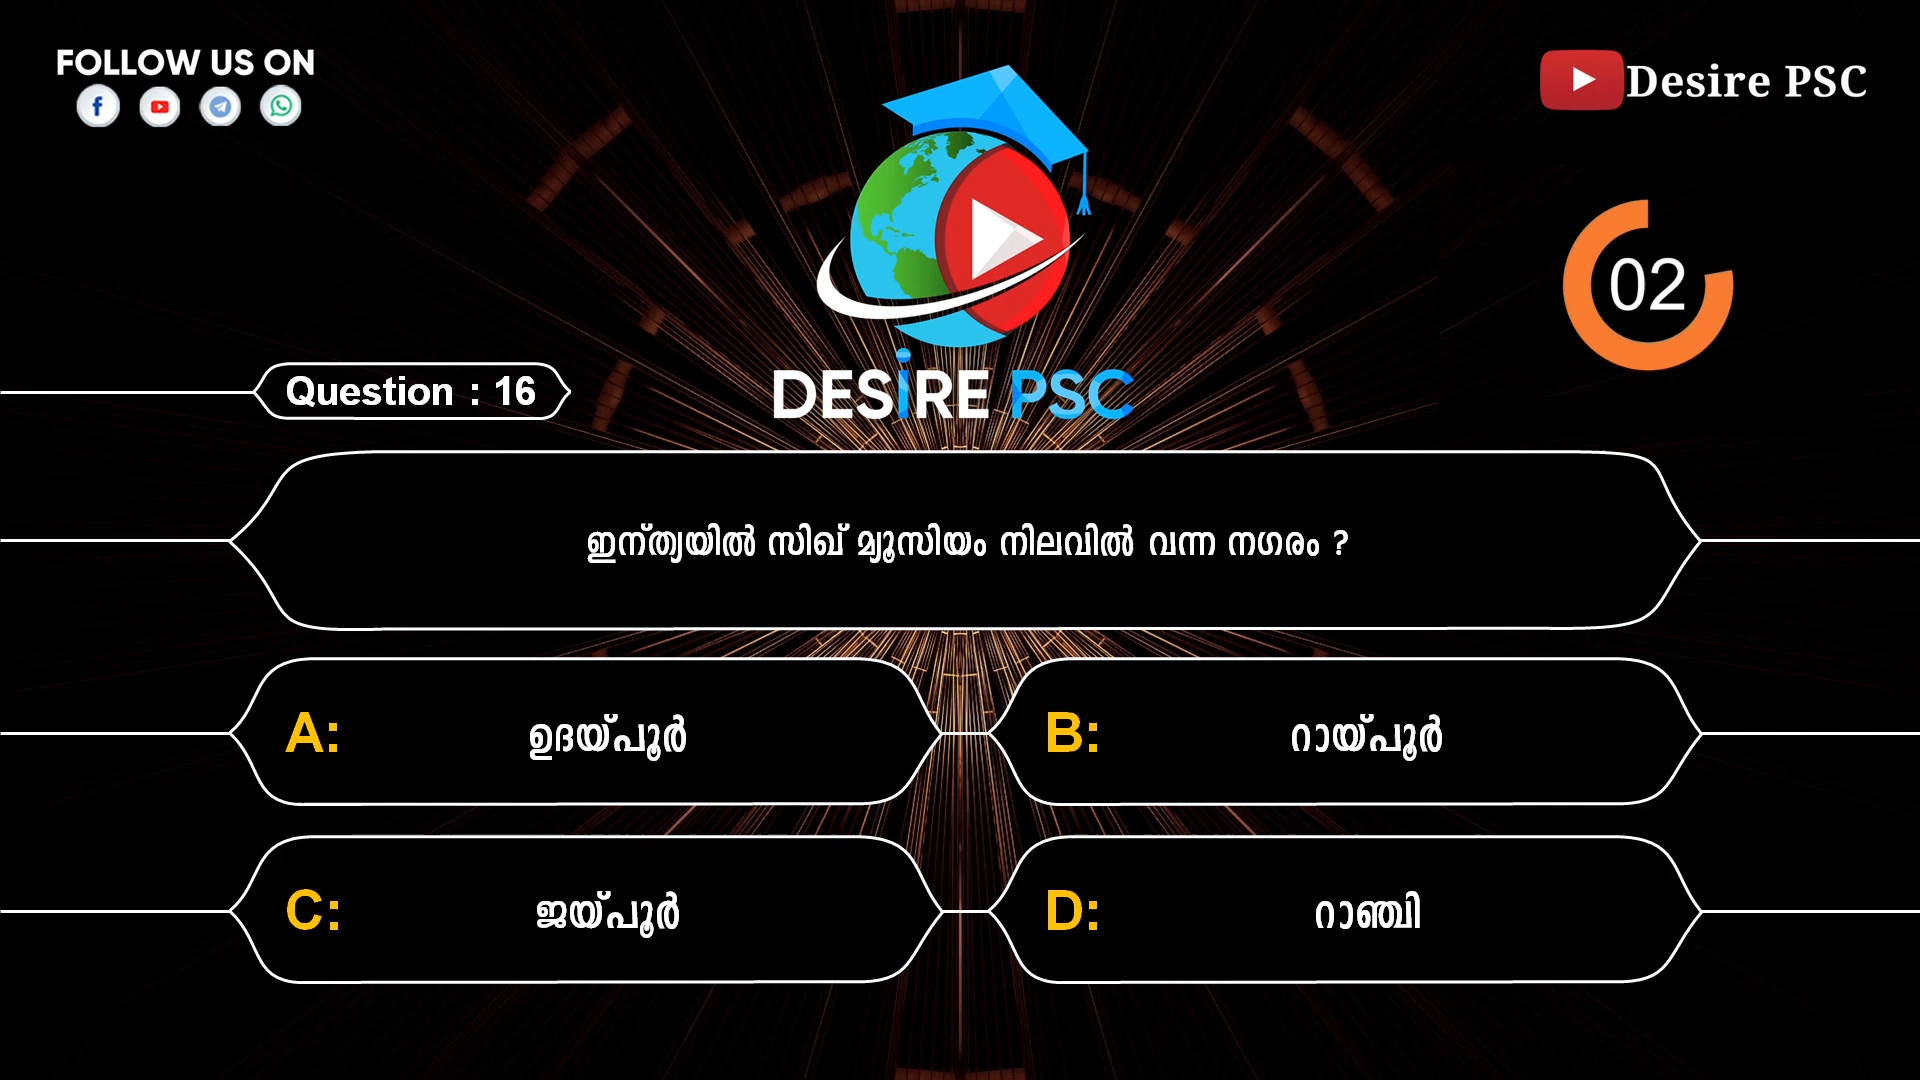 FOLLOW US ON
Desire PSC
02
DESiRE PSC
Question : 16
ഇന്ത്യയിൽ സിഖ് മ്യൂസിയം നിലവിൽ വന്ന നഗരം ?
A: ഉദയ്പൂർ
B: റായ്പൂർ
C: ജയ്പൂർ
D: റാഞ്ചി